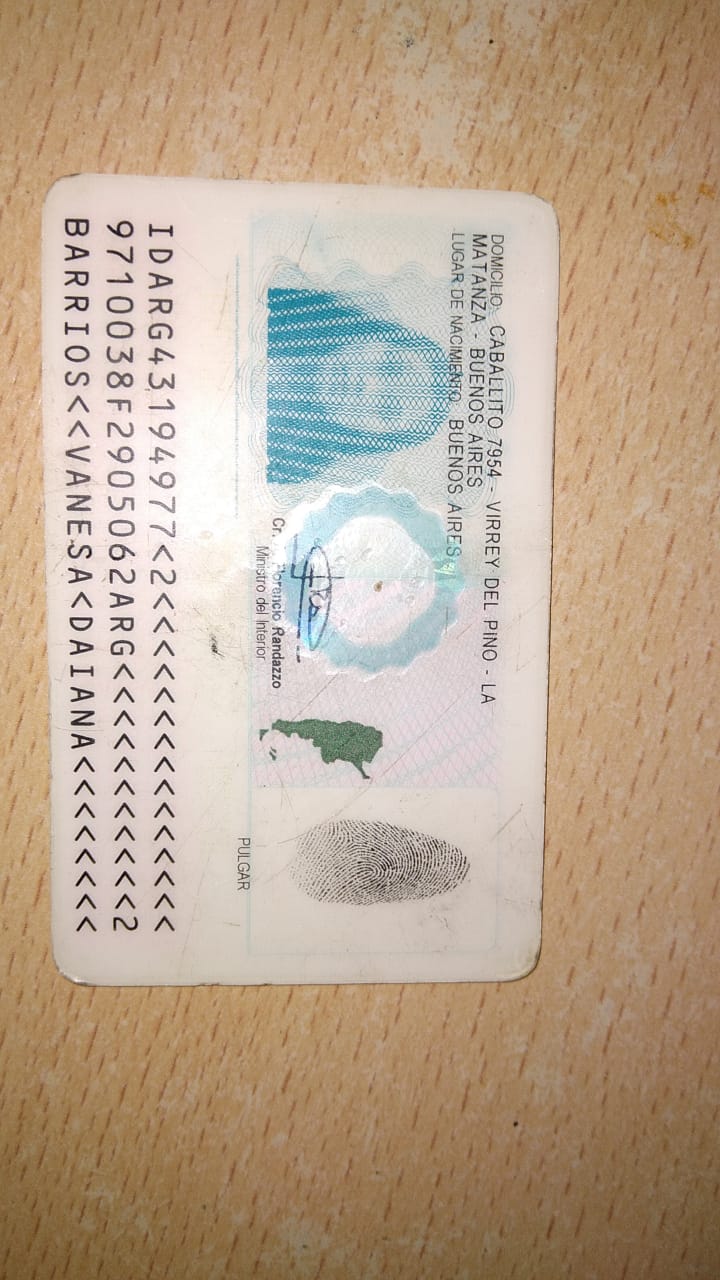 DOMICILIO: CABALLITO 7954 - VIRREY DEL PINO - LA
MATANZA - BUENOS AIRES
LUGAR DE NACIMIENTO: BUENOS AIRES
Florencio Randazzo
Ministro del Interior
PULGAR
IDARG43194977<2<<<<<<<<<<<<<<<
9710038F2905062ARG<<<<<<<<<<<2
BARRIOS<<VANESA<DAIANA<<<<<<<<